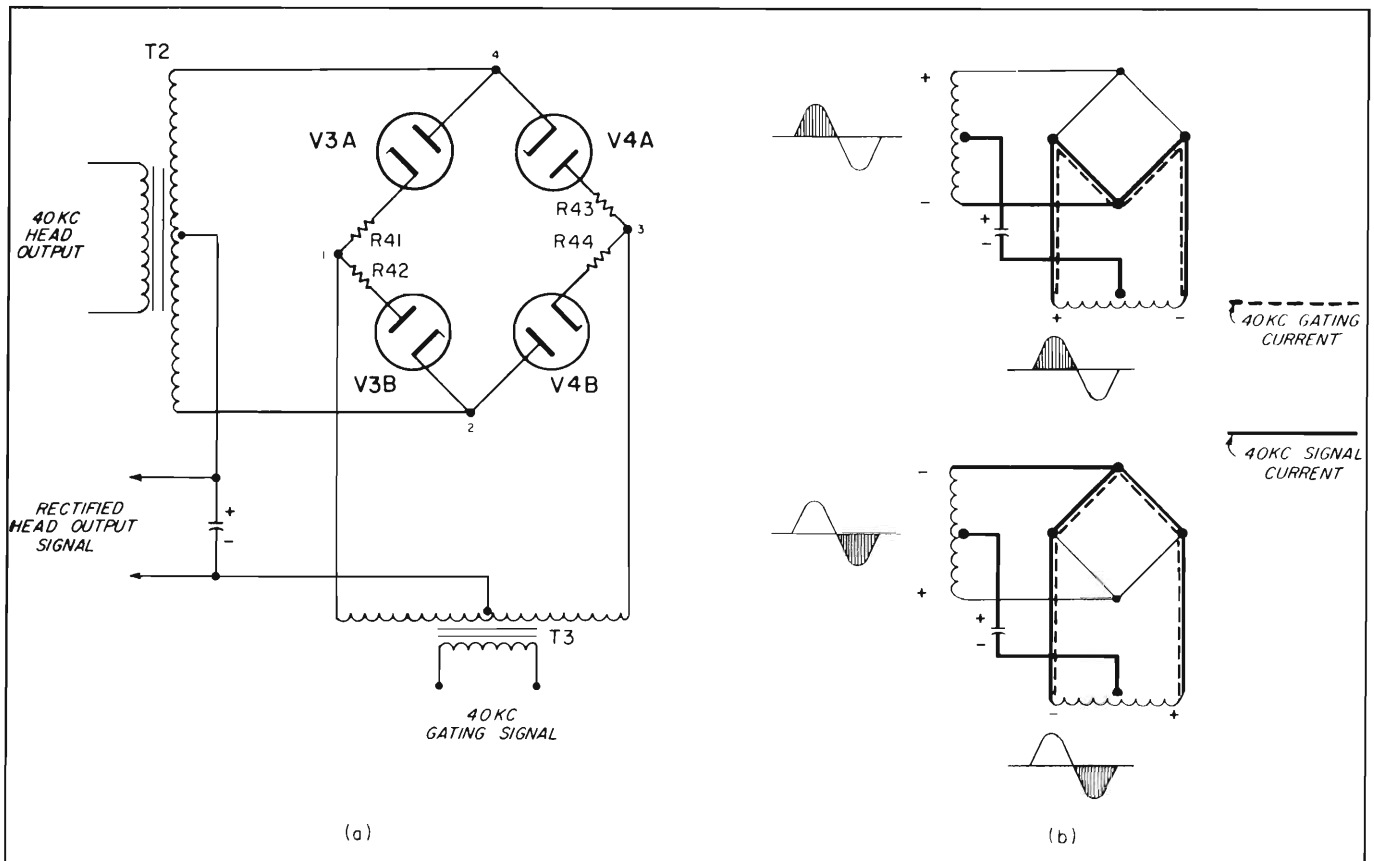 T2
4
V3A
V4A
40KC
HEAD
OUTPUT
R41
R43
1
3
R42
R44
V3B
V4B
2
RECTIFIED
HEAD OUTPUT
SIGNAL
+
-
T3
40KC
GATING SIGNAL
(a)
+
-
+
-
+ -
40KC GATING
CURRENT
40KC SIGNAL
CURRENT
-
+
+
-
- +
(b)